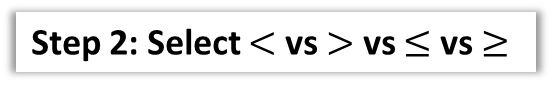 Step 2: Select < vs > vs ≤ vs ≥